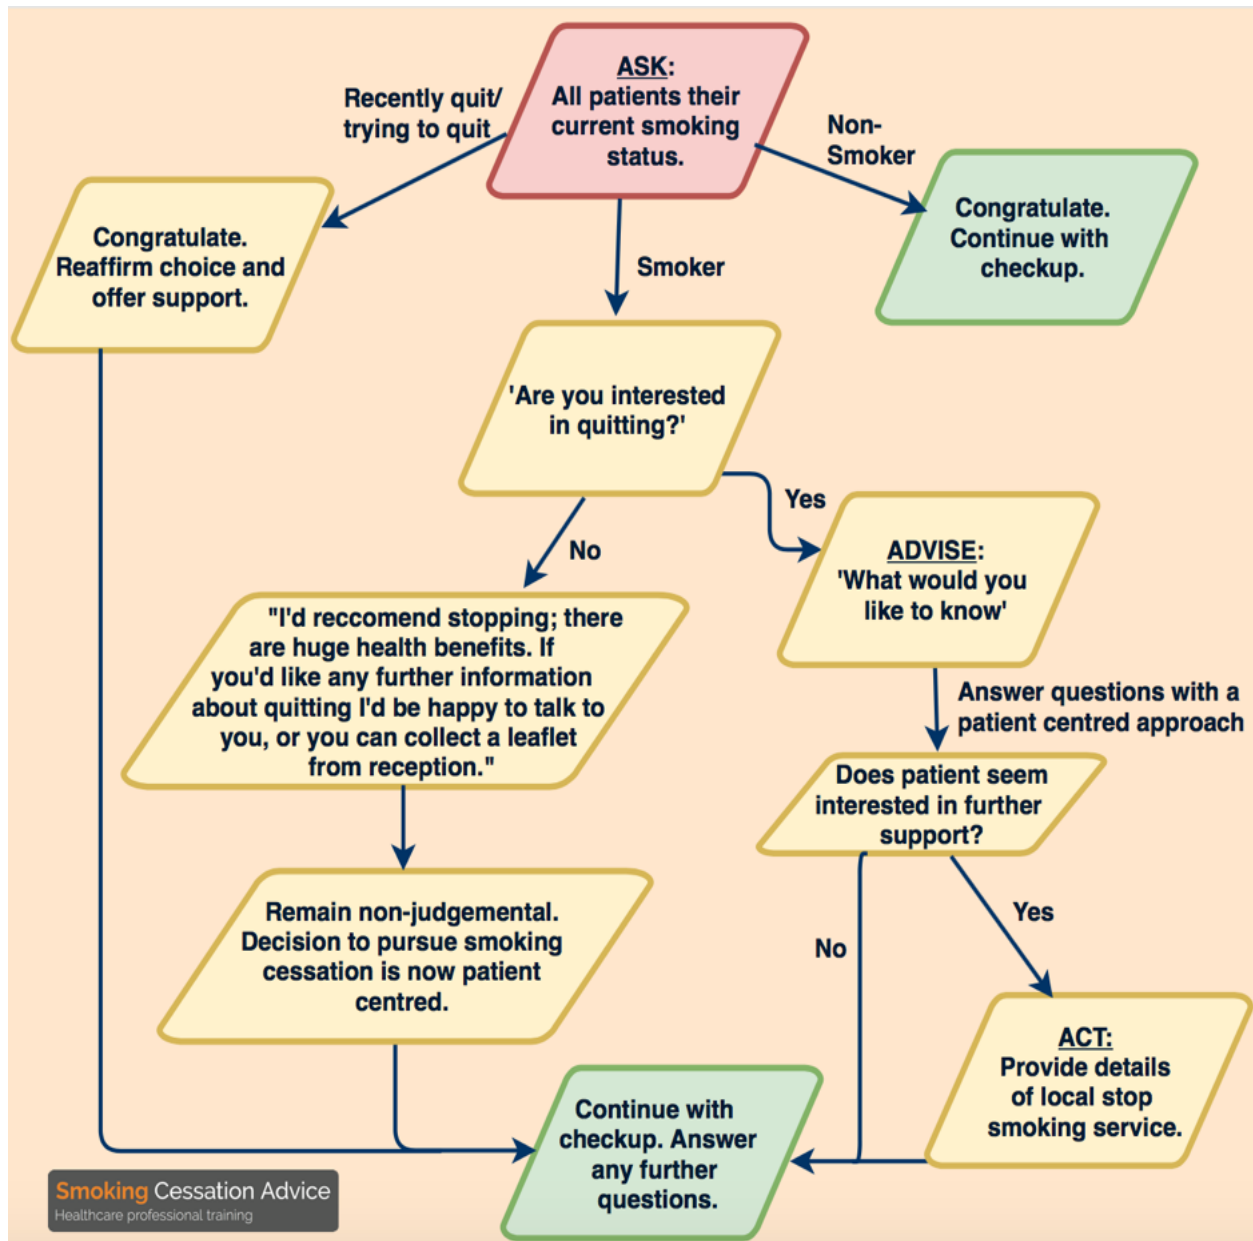 ASK:
All patients their
current smoking
status.
Recently quit/
trying to quit
Non-
Smoker
Congratulate.
Reaffirm choice and
offer support.
Smoker
Congratulate.
Continue with
checkup.
'Are you interested
in quitting?'
No
Yes
"I'd reccomend stopping; there
are huge health benefits. If
you'd like any further information
about quitting I'd be happy to talk to
you, or you can collect a leaflet
from reception."
ADVISE:
'What would you
like to know'
Answer questions with a
patient centred approach
Does patient seem
interested in further
support?
Remain non-judgemental.
Decision to pursue smoking
cessation is now patient
centred.
No
Yes
ACT:
Provide details
of local stop
smoking service.
Continue with
checkup. Answer
any further
questions.
Smoking Cessation Advice
Healthcare professional training